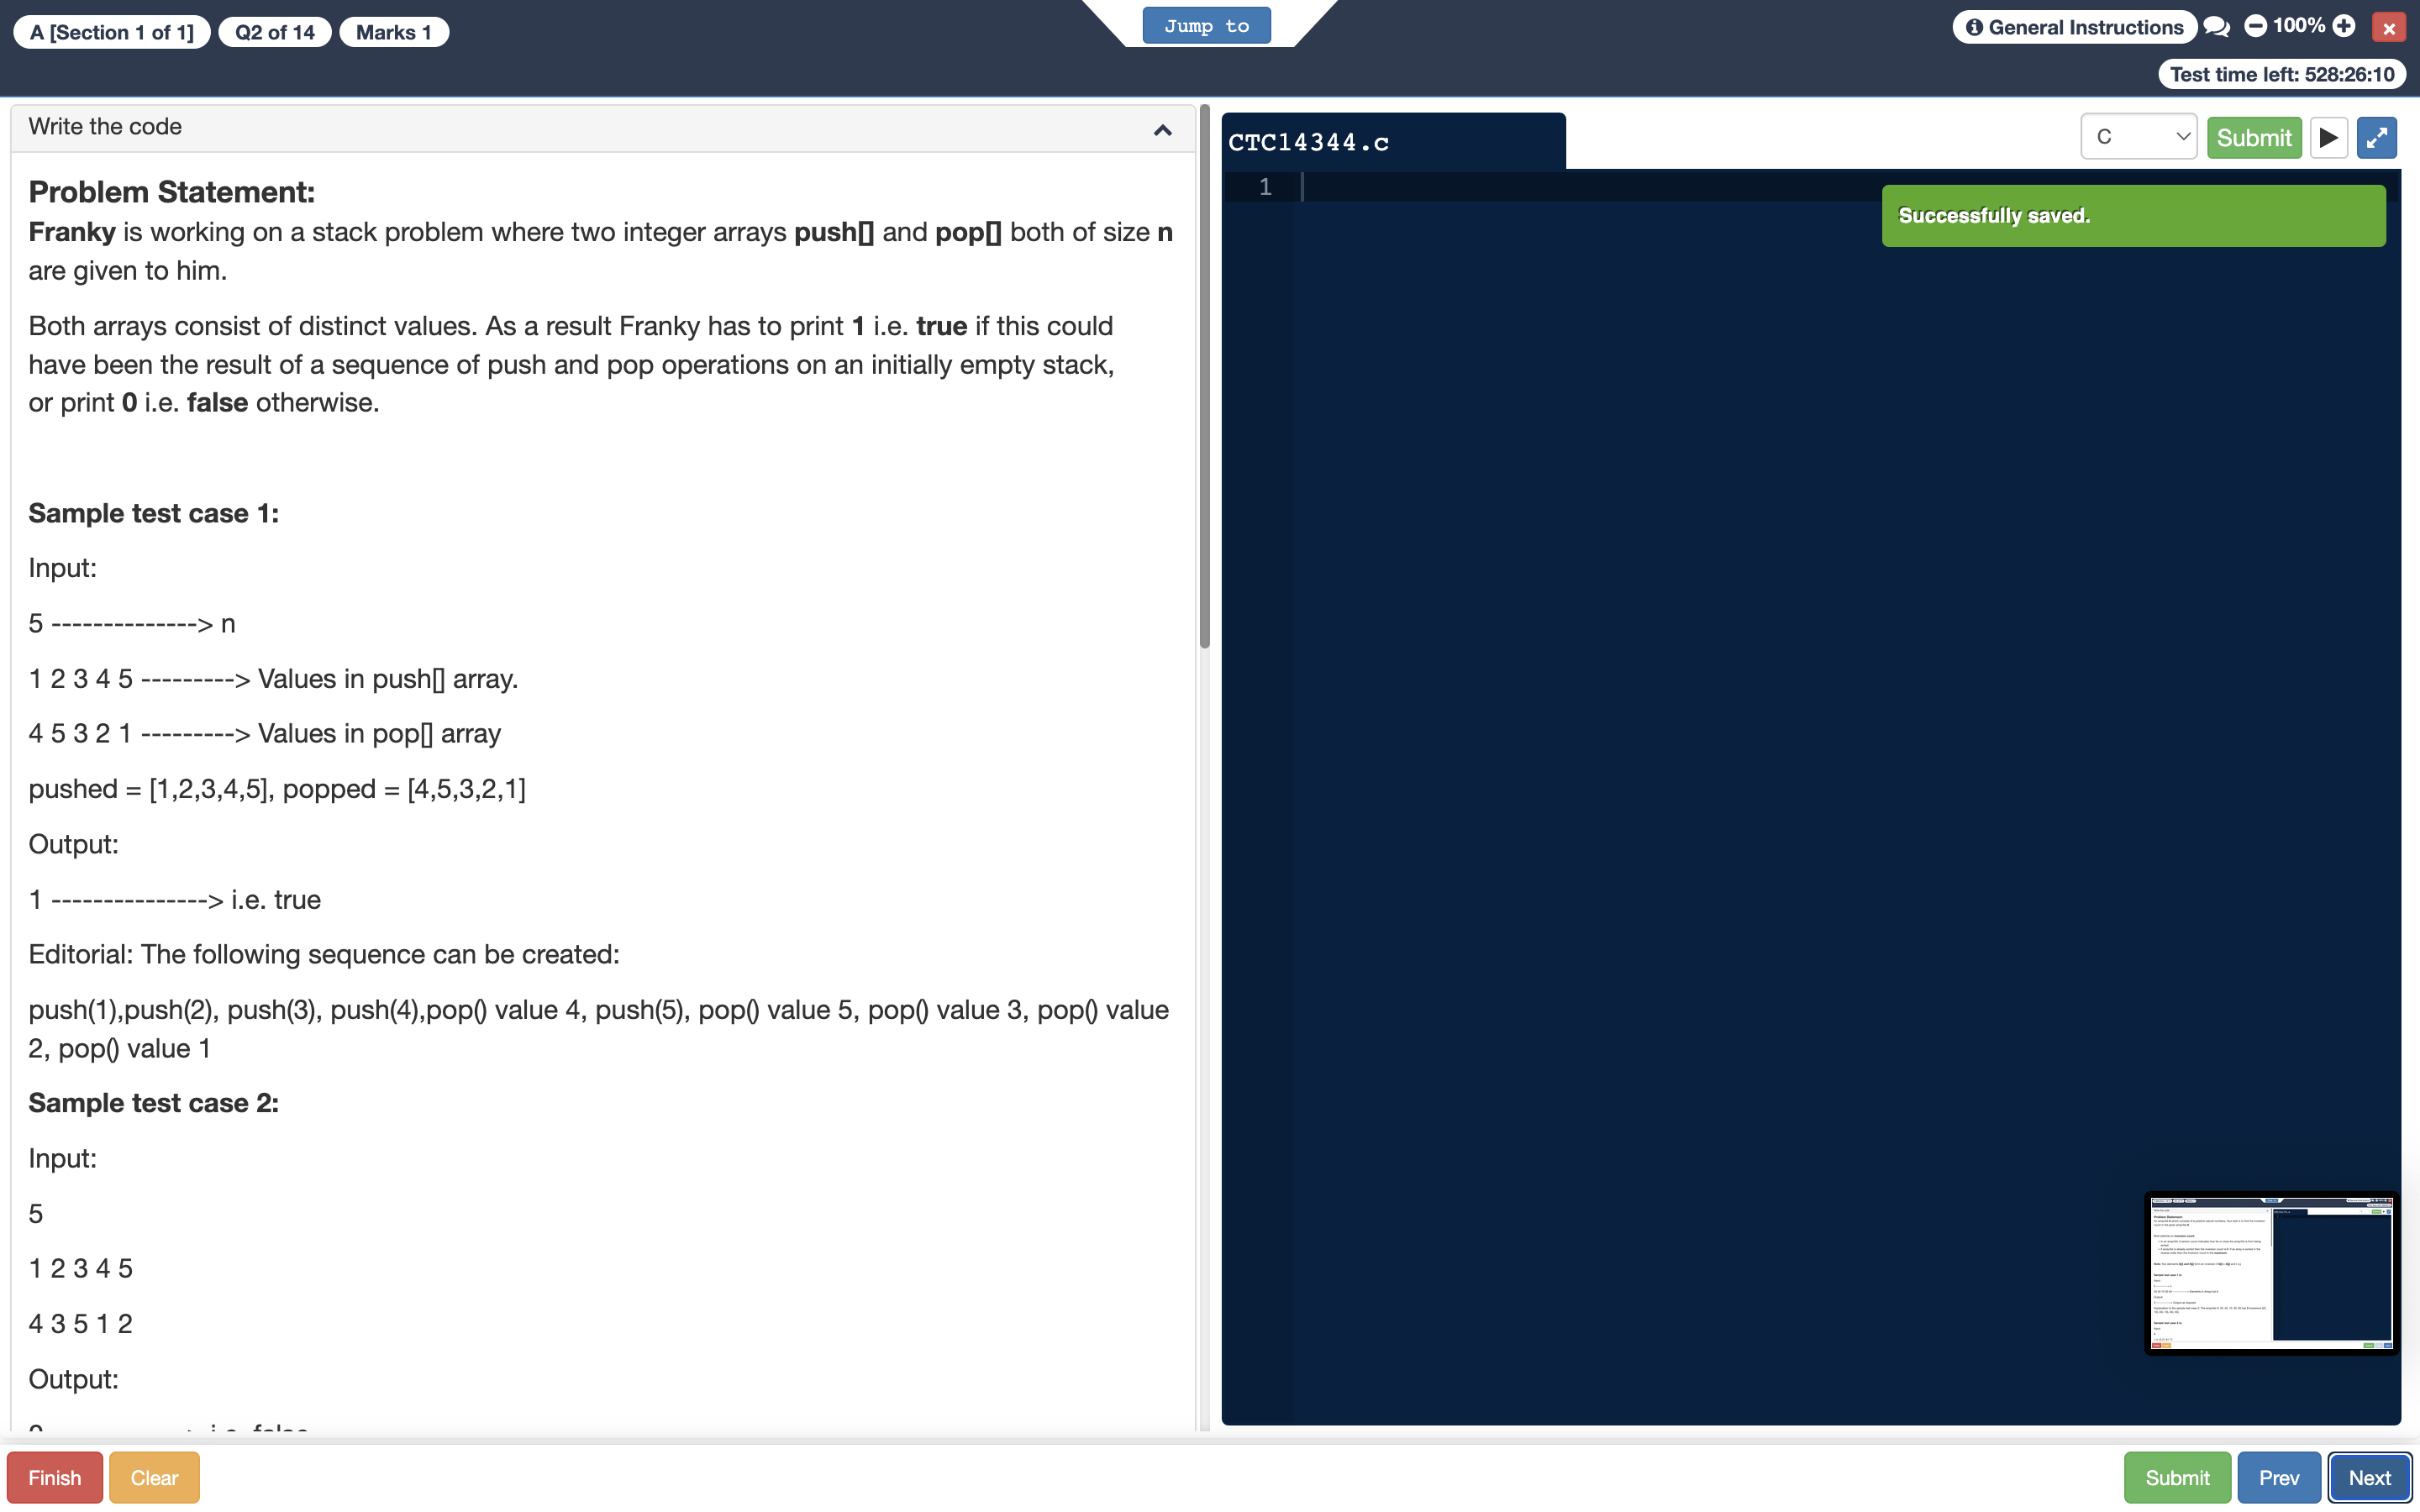 A [Section 1 of 1] Q2 of 14 Marks 1 Jump to General Instructions 100%
Test time left: 528:26:10
Write the code
CTC14344.c C Submit
1
Successfully saved.
Problem Statement:
Franky is working on a stack problem where two integer arrays push[] and pop[] both of size n
are given to him.
Both arrays consist of distinct values. As a result Franky has to print 1 i.e. true if this could
have been the result of a sequence of push and pop operations on an initially empty stack,
or print 0 i.e. false otherwise.
Sample test case 1:
Input:
5 --------------> n
1 2 3 4 5 ---------> Values in push[] array.
4 5 3 2 1 ---------> Values in pop[] array
pushed = [1,2,3,4,5], popped = [4,5,3,2,1]
Output:
1 ---------------> i.e. true
Editorial: The following sequence can be created:
push(1),push(2), push(3), push(4),pop() value 4, push(5), pop() value 5, pop() value 3, pop() value
2, pop() value 1
Sample test case 2:
Input:
5
1 2 3 4 5
4 3 5 1 2
Output:
Finish Clear Submit Prev Next